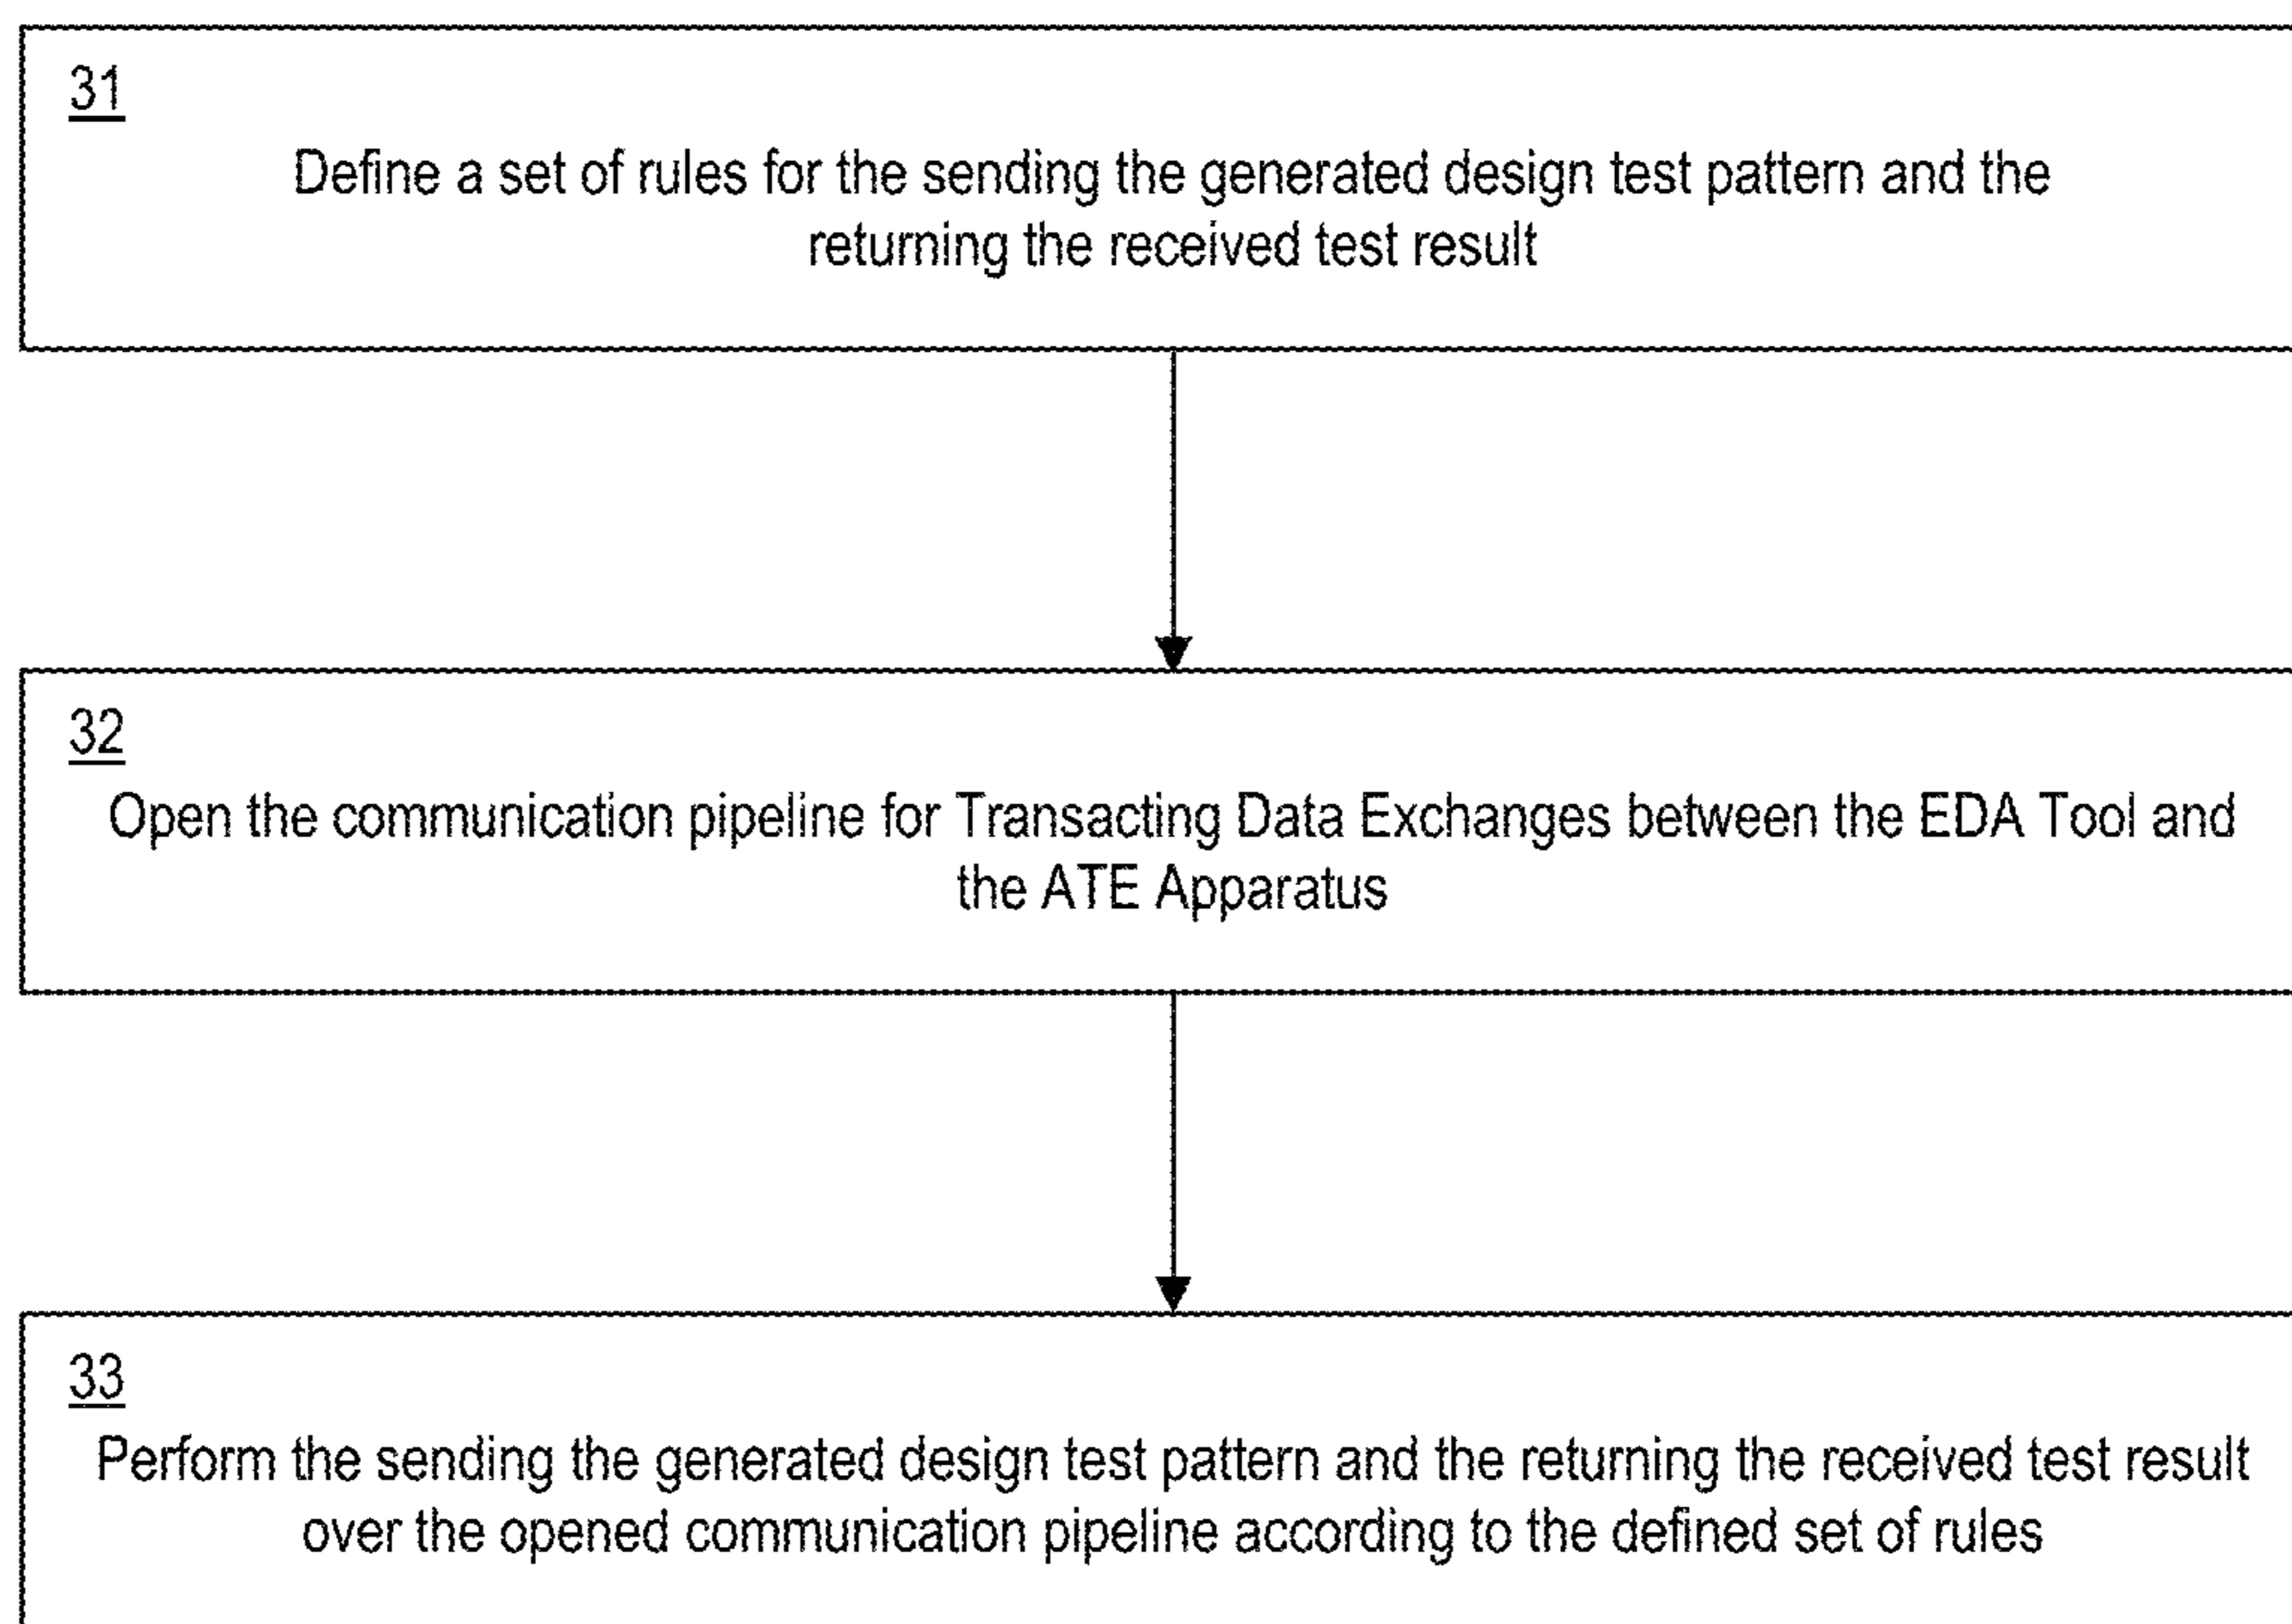 31
Define a set of rules for the sending the generated design test pattern and the
returning the received test result
32
Open the communication pipeline for Transacting Data Exchanges between the EDA Tool and
the ATE Apparatus
33
Perform the sending the generated design test pattern and the returning the received test result
over the opened communication pipeline according to the defined set of rules